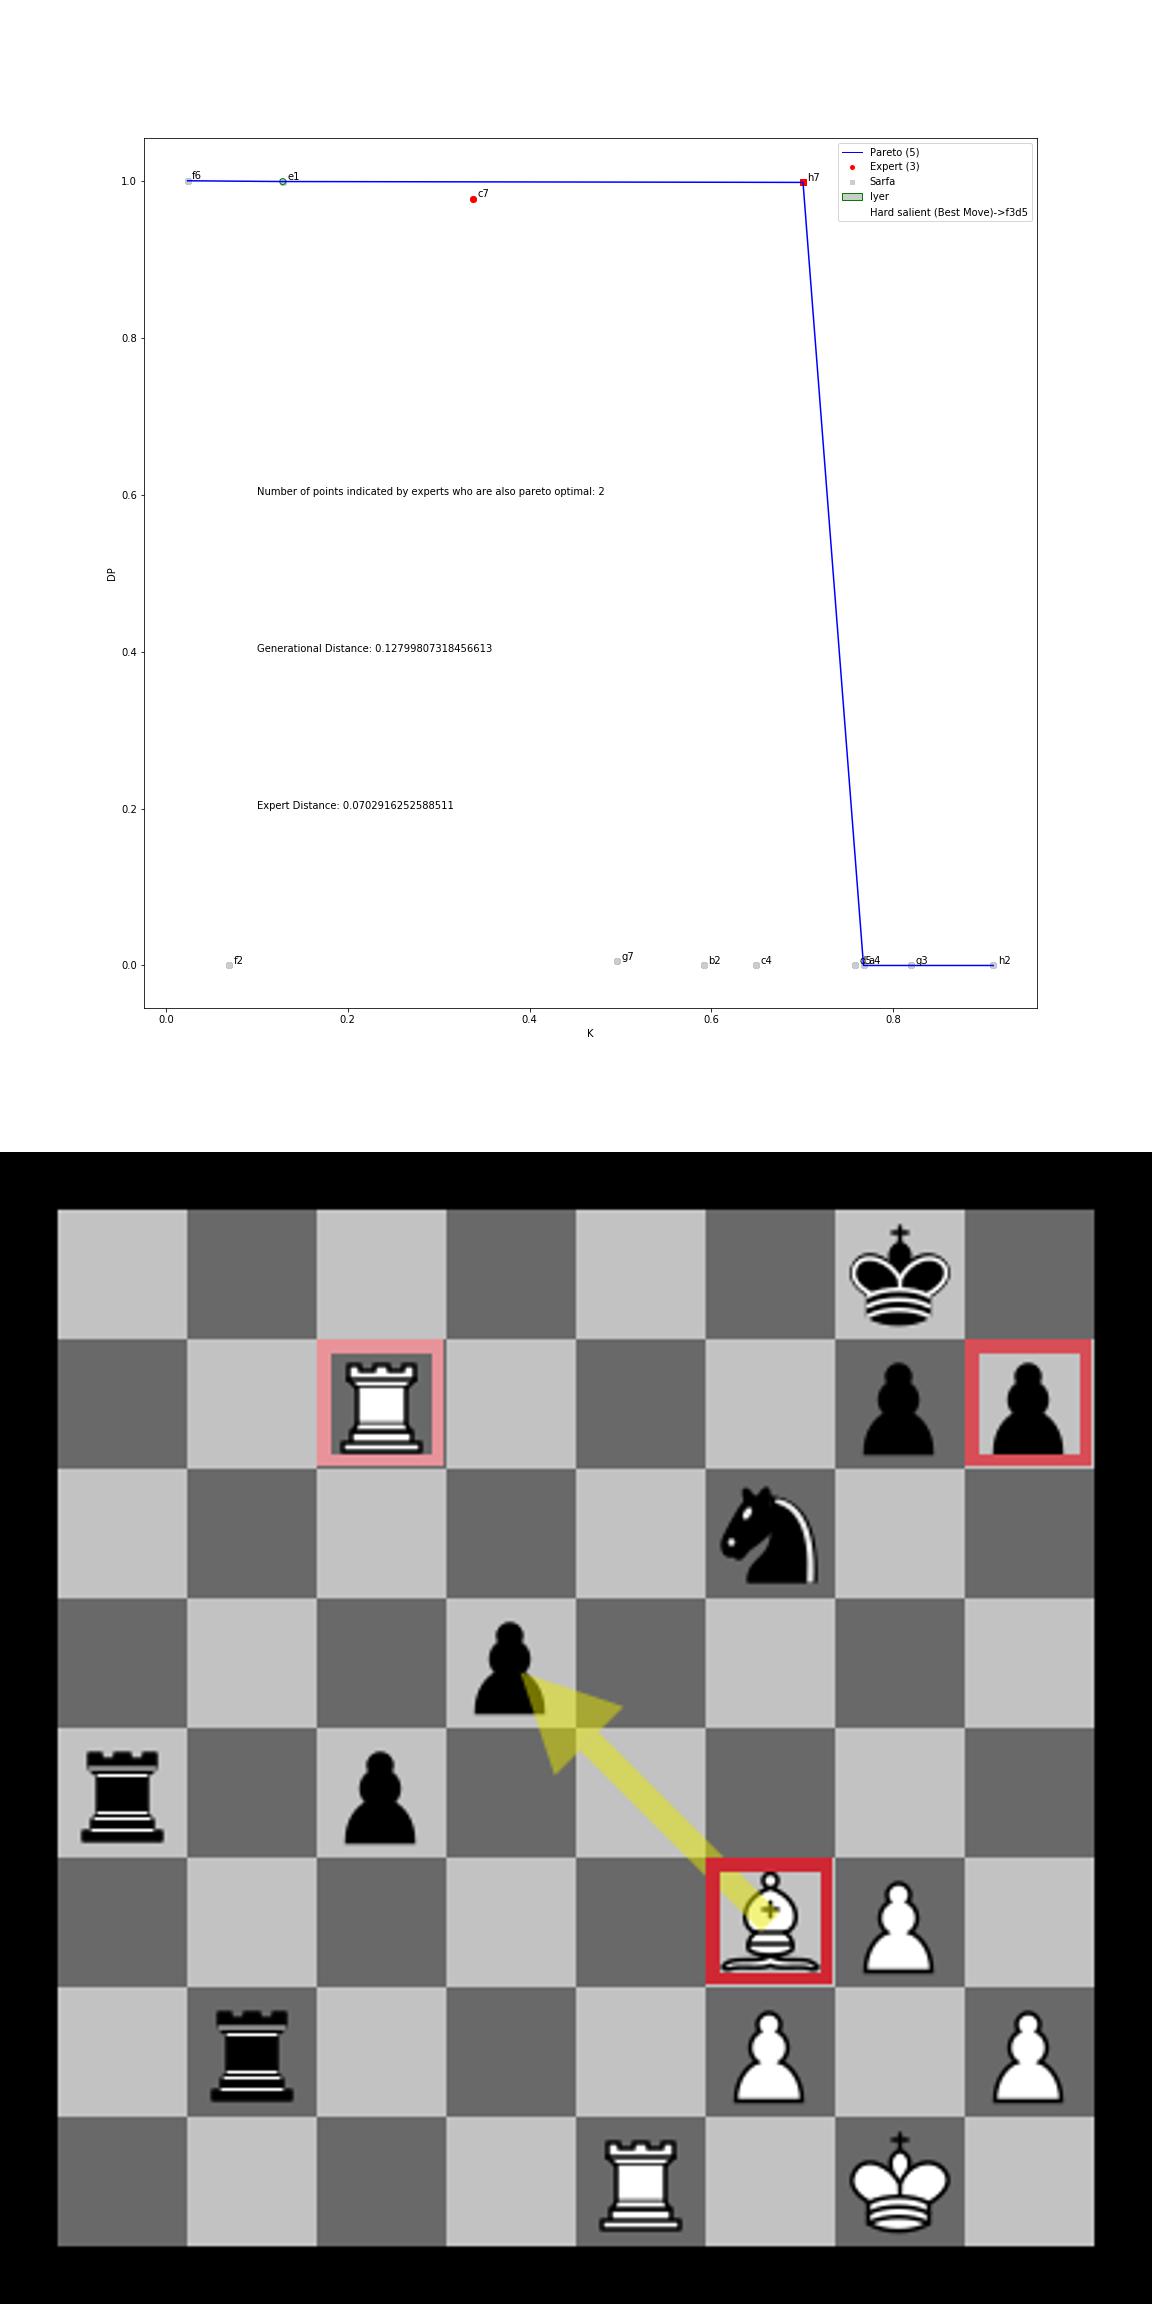 Pareto (5)
Expert (3)
Sarfa
Iyer
Hard salient (Best Move)->f3d5
f6
e1
h7
c7
1.0
0.8
0.6
Number of points indicated by experts who are also pareto optimal: 2
DP
0.4
Generational Distance: 0.12799807318456613
0.2
Expert Distance: 0.0702916252588511
0.0
f2
g7
b2
c4
a4
g3
h2
0.0
0.2
0.4
0.6
0.8
K